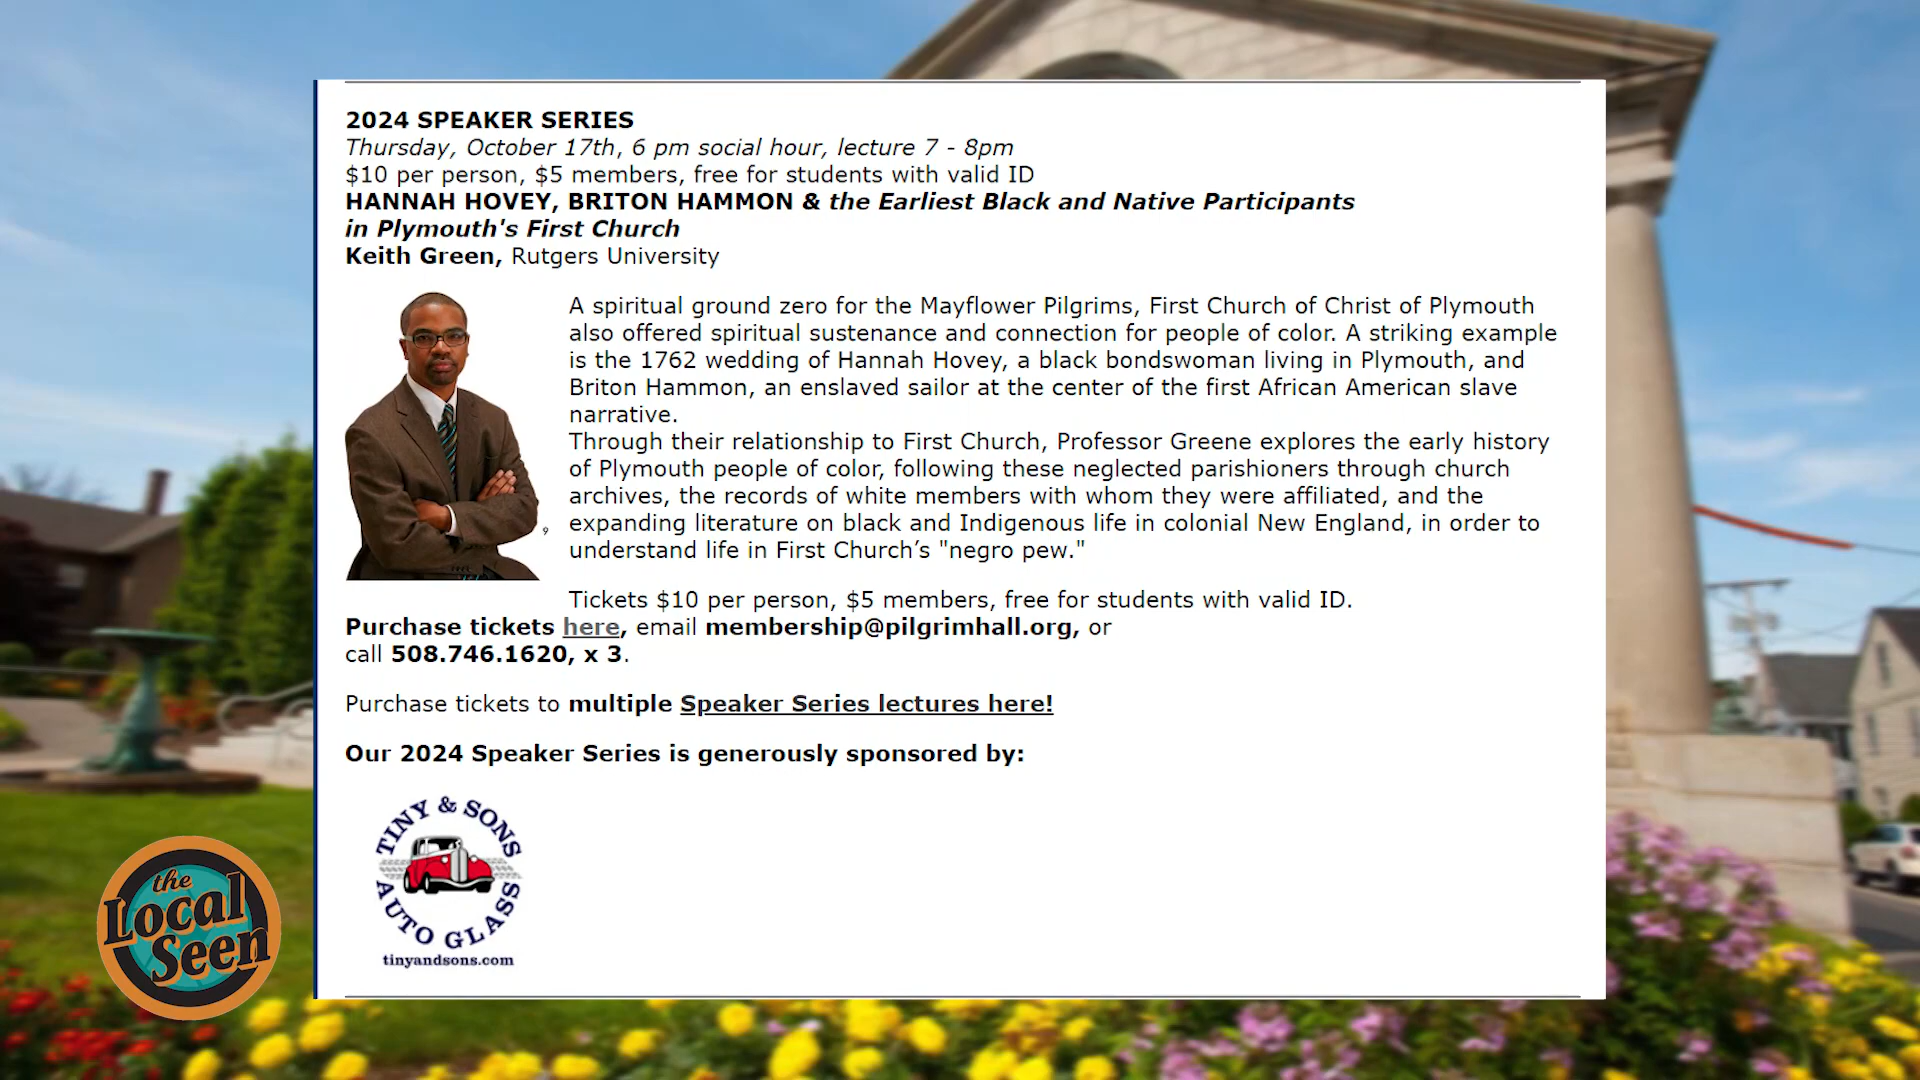 2024 SPEAKER SERIES
Thursday, October 17th, 6 pm social hour, lecture 7 - 8pm
$10 per person, $5 members, free for students with valid ID
HANNAH HOVEY, BRITON HAMMON & the Earliest Black and Native Participants
in Plymouth's First Church
Keith Green, Rutgers University
A spiritual ground zero for the Mayflower Pilgrims, First Church of Christ of Plymouth
also offered spiritual sustenance and connection for people of color. A striking example
is the 1762 wedding of Hannah Hovey, a black bondswoman living in Plymouth, and
Briton Hammon, an enslaved sailor at the center of the first African American slave
narrative.
Through their relationship to First Church, Professor Greene explores the early history
of Plymouth people of color, following these neglected parishioners through church
archives, the records of white members with whom they were affiliated, and the
expanding literature on black and Indigenous life in colonial New England, in order to
understand life in First Church’s "negro pew."
Tickets $10 per person, $5 members, free for students with valid ID.
Purchase tickets here, email membership@pilgrimhall.org, or
call 508.746.1620, x 3.
Purchase tickets to multiple Speaker Series lectures here!
Our 2024 Speaker Series is generously sponsored by:
TINY & SONS
AUTO GLASS
tinyandsons.com
the
Local
Seen